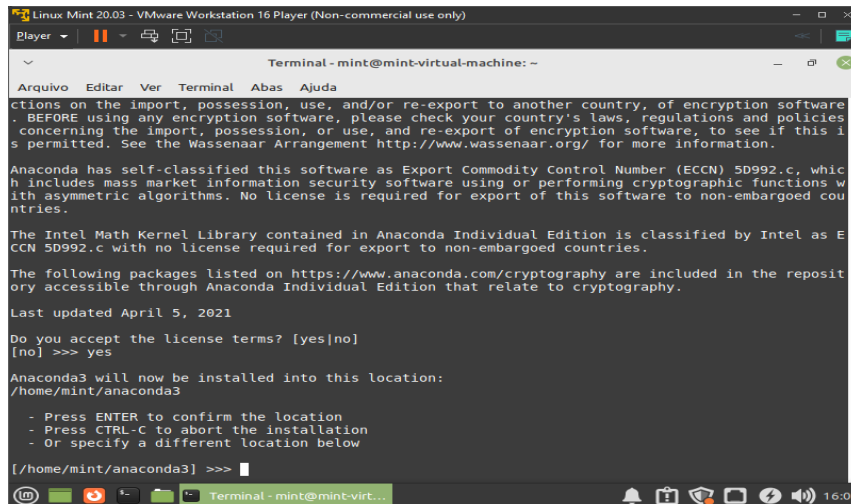 Linux Mint 20.03 - VMware Workstation 16 Player (Non-commercial use only)
Player
Terminal - mint@mint-virtual-machine: ~
Arquivo Editar Ver Terminal Abas Ajuda
ctions on the import, possession, use, and/or re-export to another country, of encryption software
. BEFORE using any encryption software, please check your country's laws, regulations and policies
concerning the import, possession, or use, and re-export of encryption software, to see if this i
s permitted. See the Wassenaar Arrangement http://www.wassenaar.org/ for more information.
Anaconda has self-classified this software as Export Commodity Control Number (ECCN) 5D992.c, whic
h includes mass market information security software using or performing cryptographic functions w
ith asymmetric algorithms. No license is required for export of this software to non-embargoed cou
ntries.
The Intel Math Kernel Library contained in Anaconda Individual Edition is classified by Intel as E
CCN 5D992.c with no license required for export to non-embargoed countries.
The following packages listed on https://www.anaconda.com/cryptography are included in the reposit
ory accessible through Anaconda Individual Edition that relate to cryptography.
Last updated April 5, 2021
Do you accept the license terms? [yes|no]
[no] >>> yes
Anaconda3 will now be installed into this location:
/home/mint/anaconda3
- Press ENTER to confirm the location
- Press CTRL-C to abort the installation
- Or specify a different location below
[/home/mint/anaconda3] >>>
Terminal - mint@mint-virt...
16:0